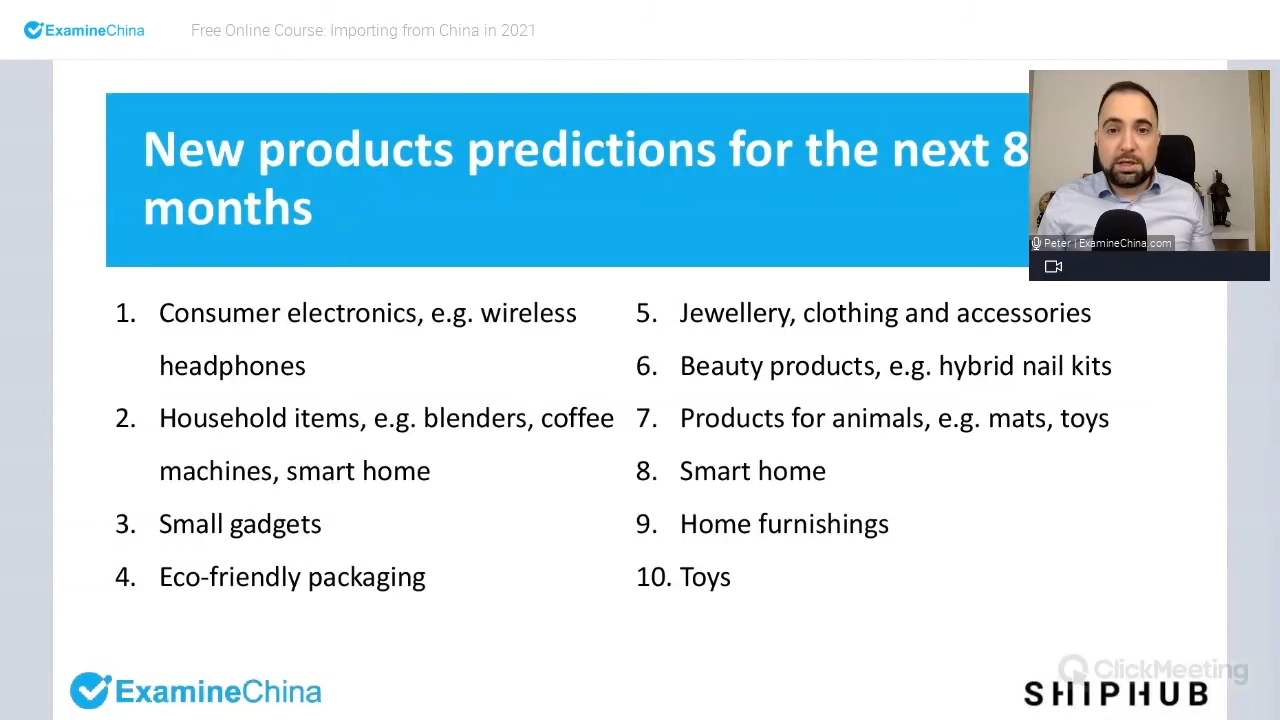 ExamineChina
Free Online Course: Importing from China in 2021
New products predictions for the next 8
months
Peter | ExamineChina.com
1. Consumer electronics, e.g. wireless
headphones
2. Household items, e.g. blenders, coffee
machines, smart home
3. Small gadgets
4. Eco-friendly packaging
5. Jewellery, clothing and accessories
6. Beauty products, e.g. hybrid nail kits
7. Products for animals, e.g. mats, toys
8. Smart home
9. Home furnishings
10. Toys
ExamineChina
ClickMeeting
SHIPHUB